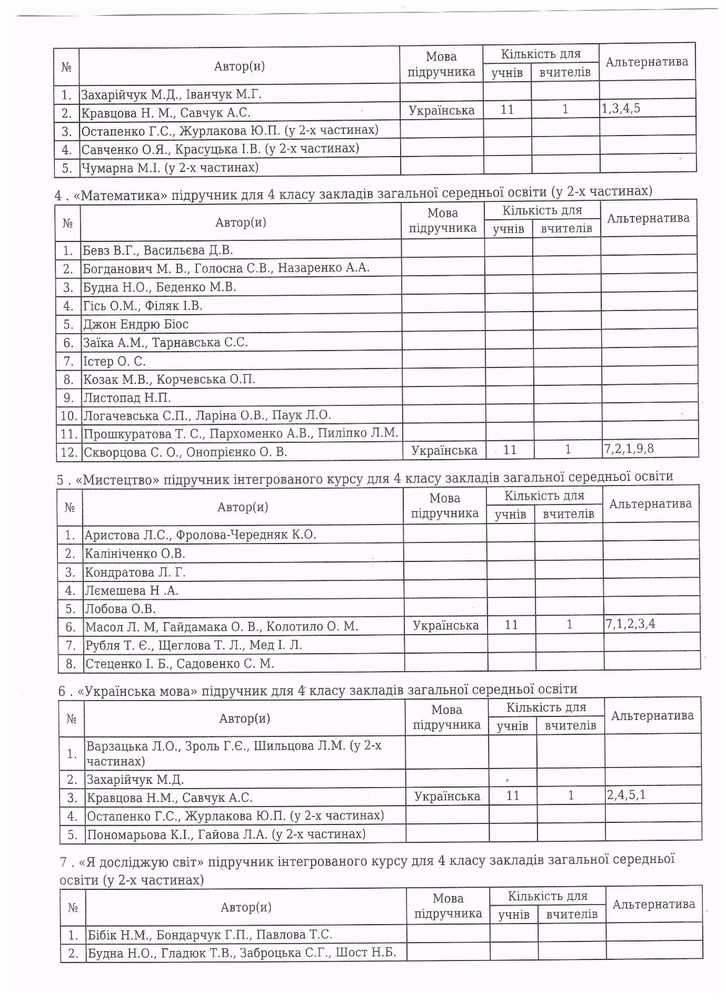 № Автор(и) Мова підручника Кількість для Альтернатива
учнів вчителів
1. Захарійчук М.Д., Іванчук М.Г.
2. Кравцова Н. М., Савчук А.С. Українська 11 1 1,3,4,5
3. Остапенко Г.С., Журлакова Ю.П. (у 2-х частинах)
4. Савченко О.Я., Красуцька І.В. (у 2-х частинах)
5. Чумарна М.І. (у 2-х частинах)
4 . «Математика» підручник для 4 класу закладів загальної середньої освіти (у 2-х частинах)
№ Автор(и) Мова підручника Кількість для Альтернатива
учнів вчителів
1. Бевз В.Г., Васильєва Д.В.
2. Богданович М. В., Голосна С.В., Назаренко А.А.
3. Будна Н.О., Беденко М.В.
4. Гісь О.М., Філяк І.В.
5. Джон Ендрю Біос
6. Заїка А.М., Тарнавська С.С.
7. Істер О. С.
8. Козак М.В., Корчевська О.П.
9. Листопад Н.П.
10. Логачевська С.П., Ларіна О.В., Паук Л.О.
11. Прошкуратова Т. С., Пархоменко А.В., Пиліпко Л.М.
12. Скворцова С. О., Онопрієнко О. В. Українська 11 1 7,2,1,9,8
5 . «Мистецтво» підручник інтегрованого курсу для 4 класу закладів загальної середньої освіти
№ Автор(и) Мова підручника Кількість для Альтернатива
учнів вчителів
1. Аристова Л.С., Фролова-Чередняк К.О.
2. Калініченко О.В.
3. Кондратова Л. Г.
4. Лємешева Н .А.
5. Лобова О.В.
6. Масол Л. М, Гайдамака О. В., Колотило О. М. Українська 11 1 7,1,2,3,4
7. Рубля Т. Є., Щеглова Т. Л., Мед І. Л.
8. Стеценко І. Б., Садовенко С. М.
6 . «Українська мова» підручник для 4 класу закладів загальної середньої освіти
№ Автор(и) Мова підручника Кількість для Альтернатива
учнів вчителів
1. Варзацька Л.О., Зроль Г.Є., Шильцова Л.М. (у 2-х
частинах)
2. Захарійчук М.Д.
3. Кравцова Н.М., Савчук А.С. Українська 11 1 2,4,5,1
4. Остапенко Г.С., Журлакова Ю.П. (у 2-х частинах)
5. Пономарьова К.І., Гайова Л.А. (у 2-х частинах)
7 . «Я досліджую світ» підручник інтегрованого курсу для 4 класу закладів загальної середньої
освіти (у 2-х частинах)
№ Автор(и) Мова підручника Кількість для Альтернатива
учнів вчителів
1. Бібік Н.М., Бондарчук Г.П., Павлова Т.С.
2. Будна Н.О., Гладюк Т.В., Заброцька С.Г., Шост Н.Б.